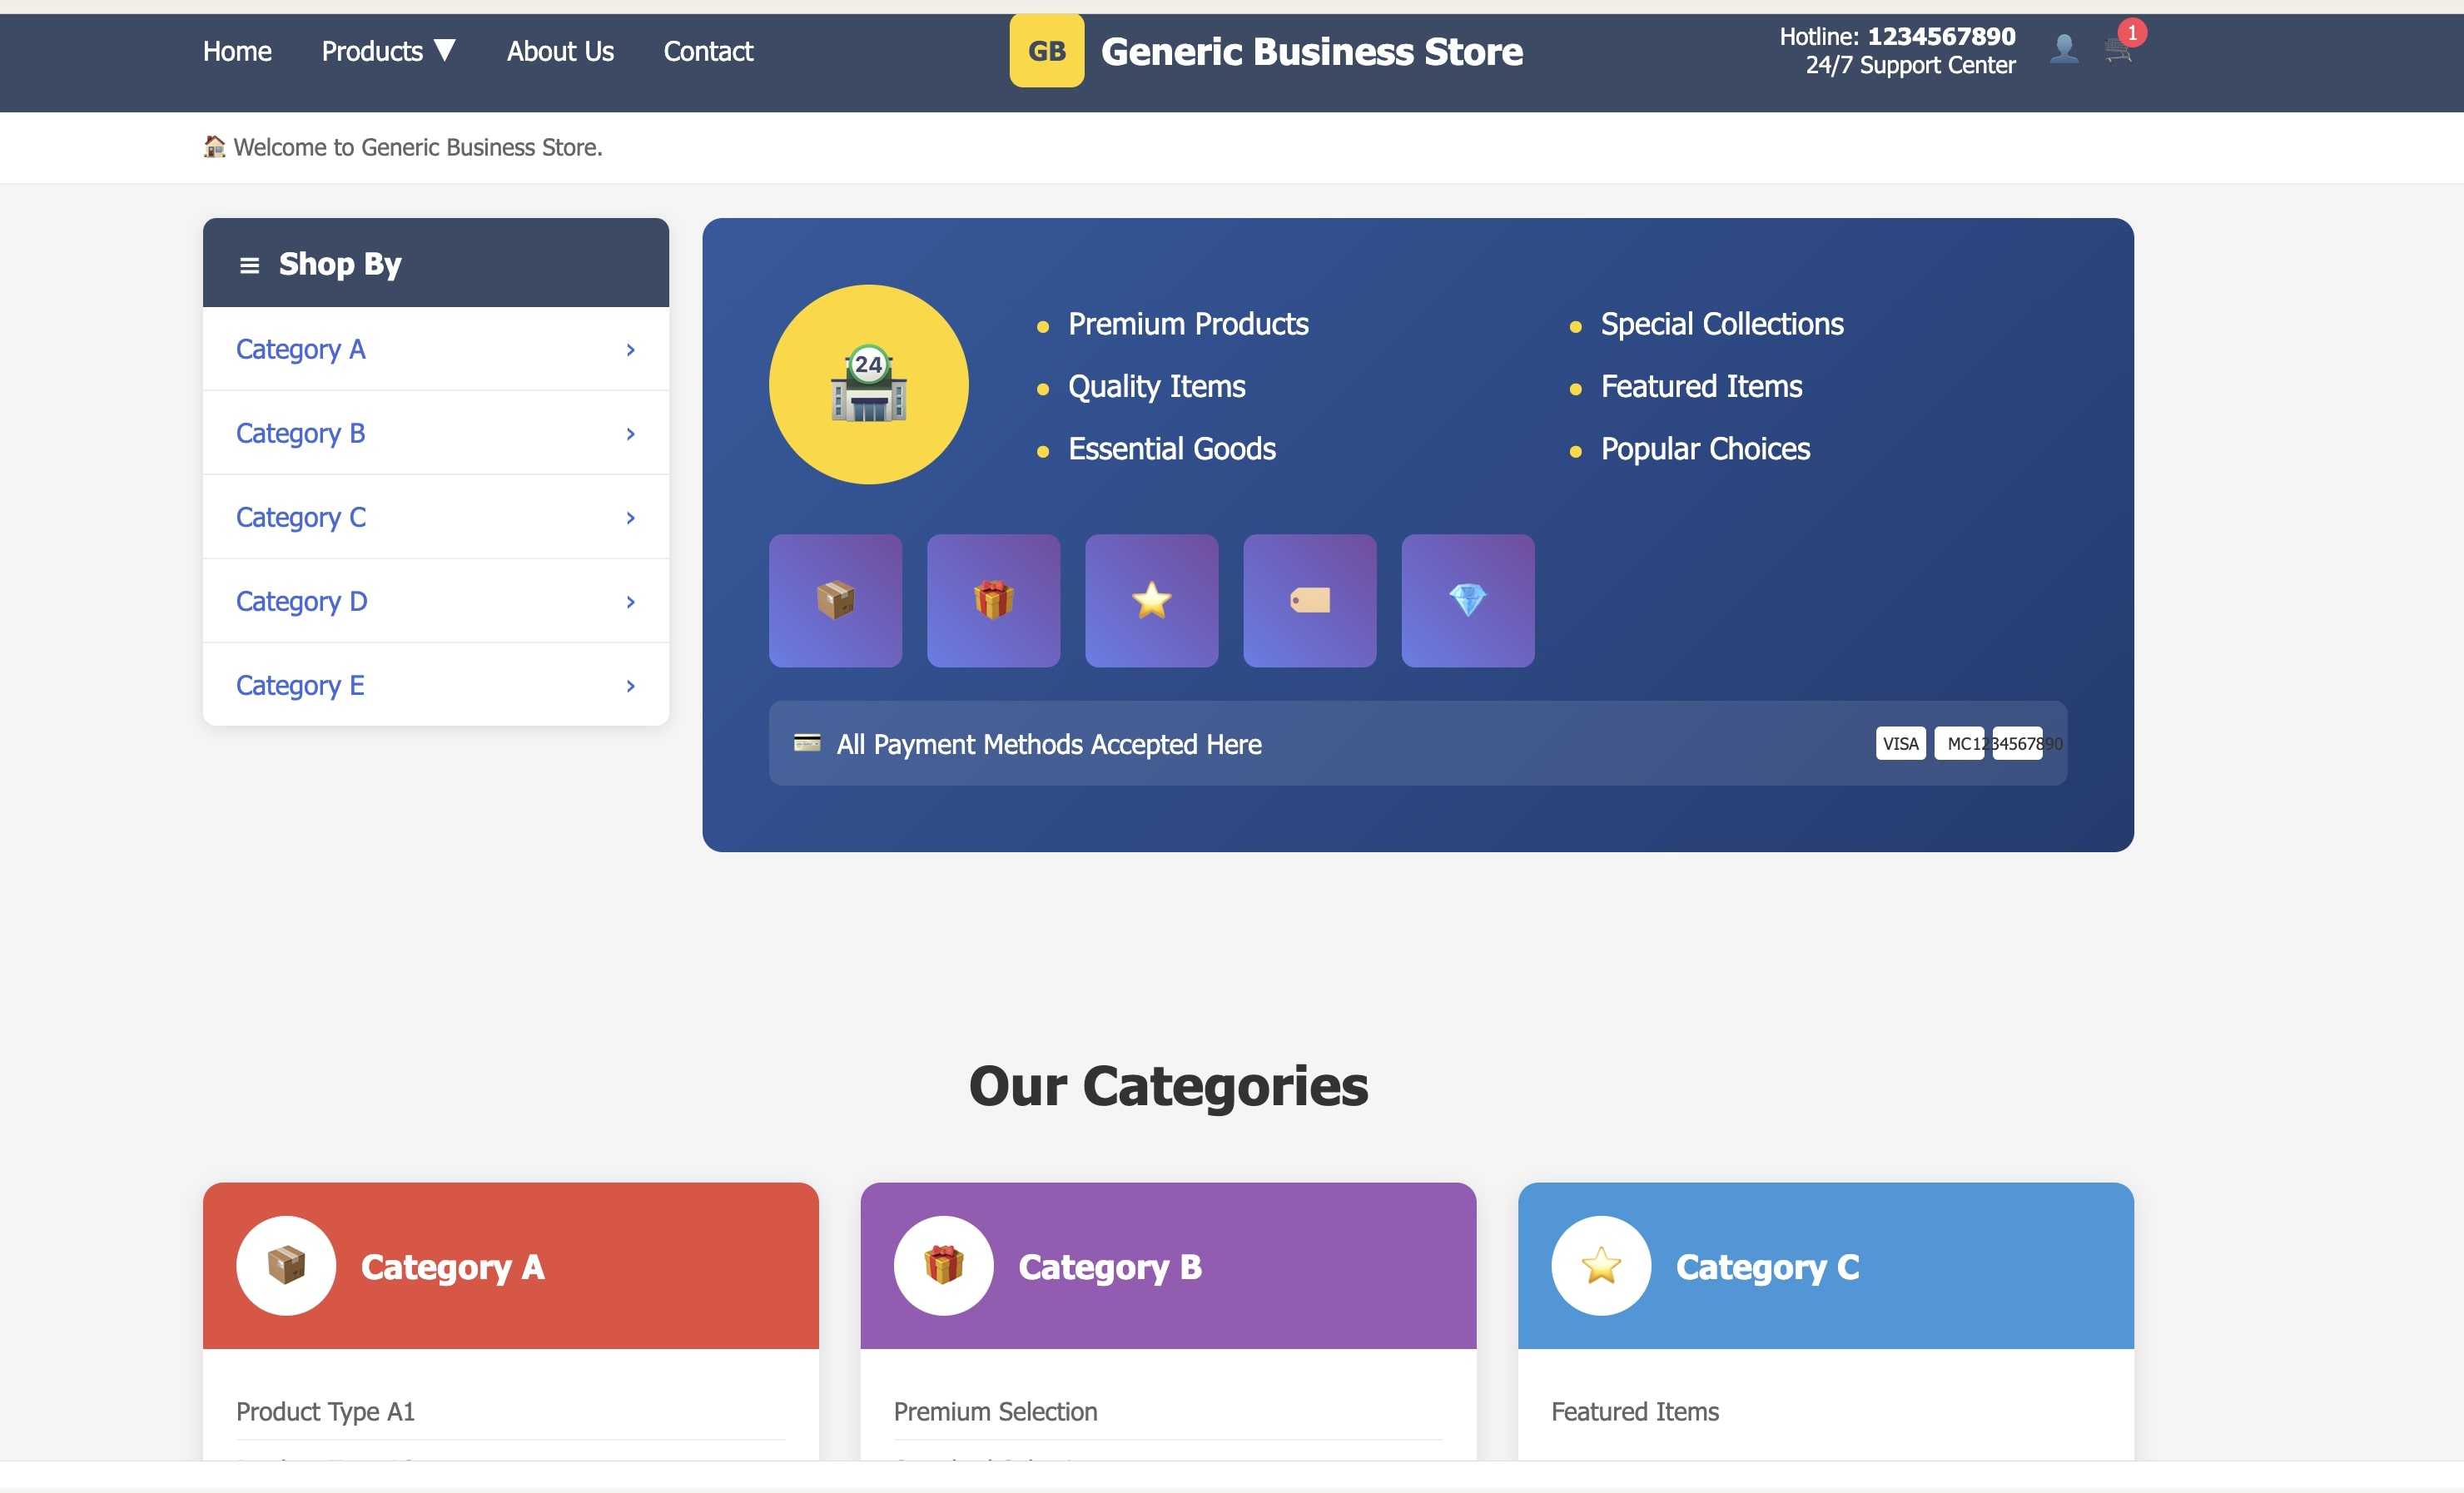 Home Products ▼ About Us Contact
GB Generic Business Store
Hotline: 1234567890
24/7 Support Center
1
Welcome to Generic Business Store.
≡ Shop By
Category A ›
Category B ›
Category C ›
Category D ›
Category E ›
24
• Premium Products
• Quality Items
• Essential Goods
• Special Collections
• Featured Items
• Popular Choices
All Payment Methods Accepted Here
VISA MC 1234567890
Our Categories
Category A
Product Type A1
Category B
Premium Selection
Category C
Featured Items